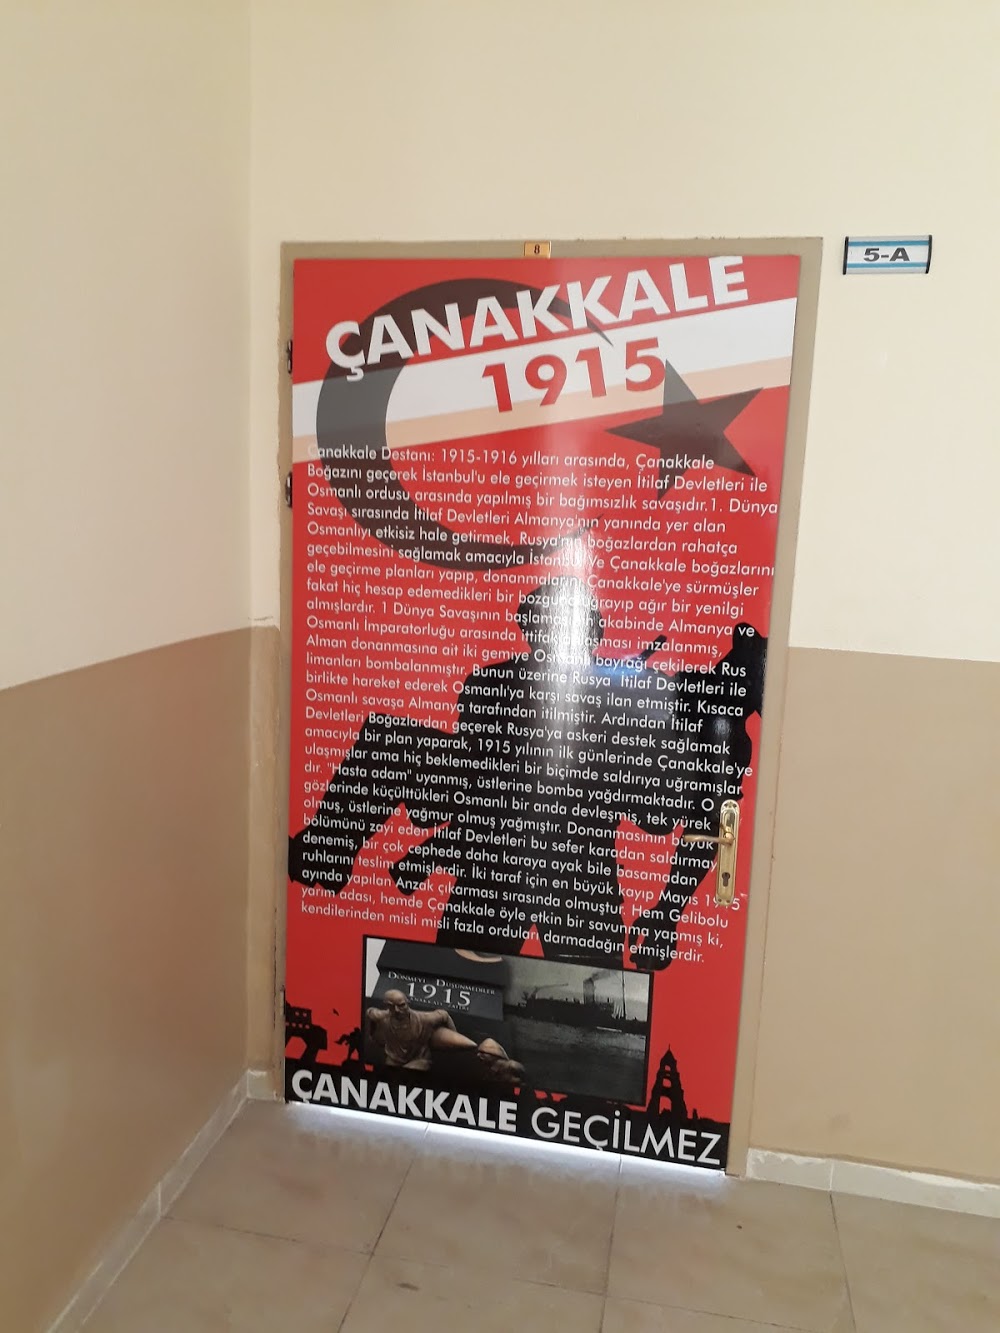 8
5-A
ÇANAKKALE
1915
Çanakkale Destanı: 1915-1916 yılları arasında, Çanakkale
Boğazını geçerek İstanbul'u ele geçirmek isteyen İtilaf Devletleri ile
Osmanlı ordusu arasında yapılmış bir bağımsızlık savaşıdır.1. Dünya
Savaşı sırasında İtilaf Devletleri Almanya'nın yanında yer alan
Osmanlıyı etkisiz hale getirmek, Rusya'nın boğazlardan rahatça
geçebilmesini sağlamak amacıyla İstanbul Ve Çanakkale boğazlarını
ele geçirme planları yapıp, donanmalarını Çanakkale'ye sürmüşler
fakat hiç hesap edemedikleri bir bozguna uğrayıp ağır bir yenilgi
almışlardır. 1 Dünya Savaşının başlamasının akabinde Almanya ve
Osmanlı İmparatorluğu arasında ittifak anlaşması imzalanmış,
Alman donanmasına ait iki gemiye Osmanlı bayrağı çekilerek Rus
limanları bombalanmıştır. Bunun üzerine Rusya İtilaf Devletleri ile
birlikte hareket ederek Osmanlı'ya karşı savaş ilan etmiştir. Kısaca
Osmanlı savaşa Almanya tarafından itilmiştir. Ardından İtilaf
Devletleri Boğazlardan geçerek Rusya'ya askeri destek sağlamak
amacıyla bir plan yaparak, 1915 yılının ilk günlerinde Çanakkale'ye
ulaşmışlar ama hiç beklemedikleri bir biçimde saldırıya uğramışlar
dır. "Hasta adam" uyanmış, üstlerine bomba yağdırmaktadır. O
gözlerinde küçülttükleri Osmanlı bir anda devleşmiş, tek yürek
olmuş, üstlerine yağmur olmuş yağmıştır. Donanmasının büyük
bölümünü zayi eden İtilaf Devletleri bu sefer karadan saldırmay
denemiş, bir çok cephede daha karaya ayak bile basamadan
ruhlarını teslim etmişlerdir. İki taraf için en büyük kayıp Mayıs 1915
ayında yapılan Anzak çıkarması sırasında olmuştur. Hem Gelibolu
yarım adası, hemde Çanakkale öyle etkin bir savunma yapmış ki,
kendilerinden misli misli fazla orduları darmadağın etmişlerdir.
DÖNMEYİ DÜŞÜNMEDİLER
1915
ÇANAKKALE GEÇİLMEZ